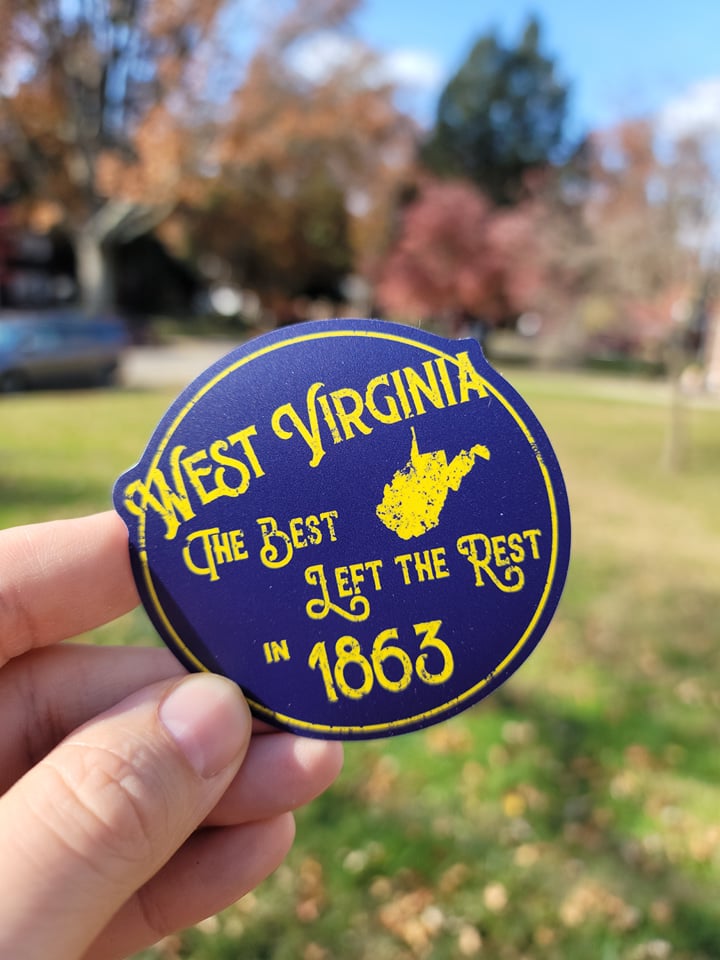 West Virginia
The Best
Left the Rest
in 1863